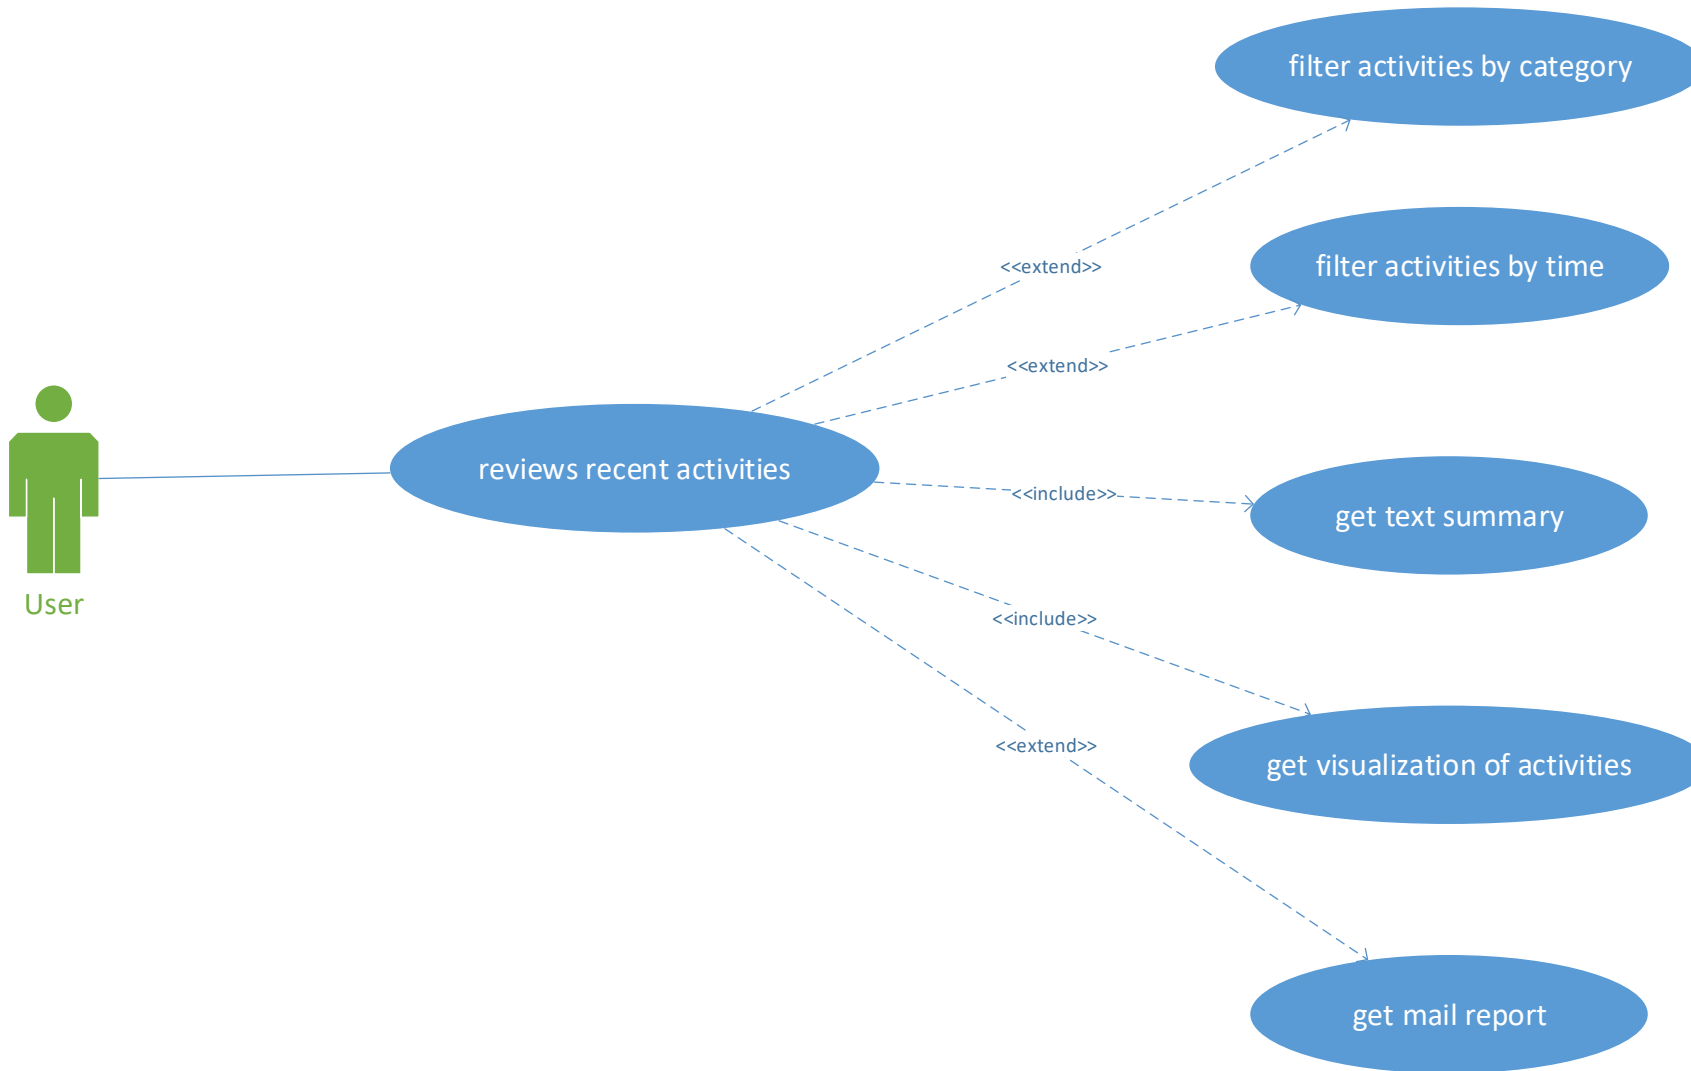 filter activities by category
<<extend>>
filter activities by time
<<extend>>
reviews recent activities
<<include>>
get text summary
User
<<include>>
<<extend>>
get visualization of activities
get mail report